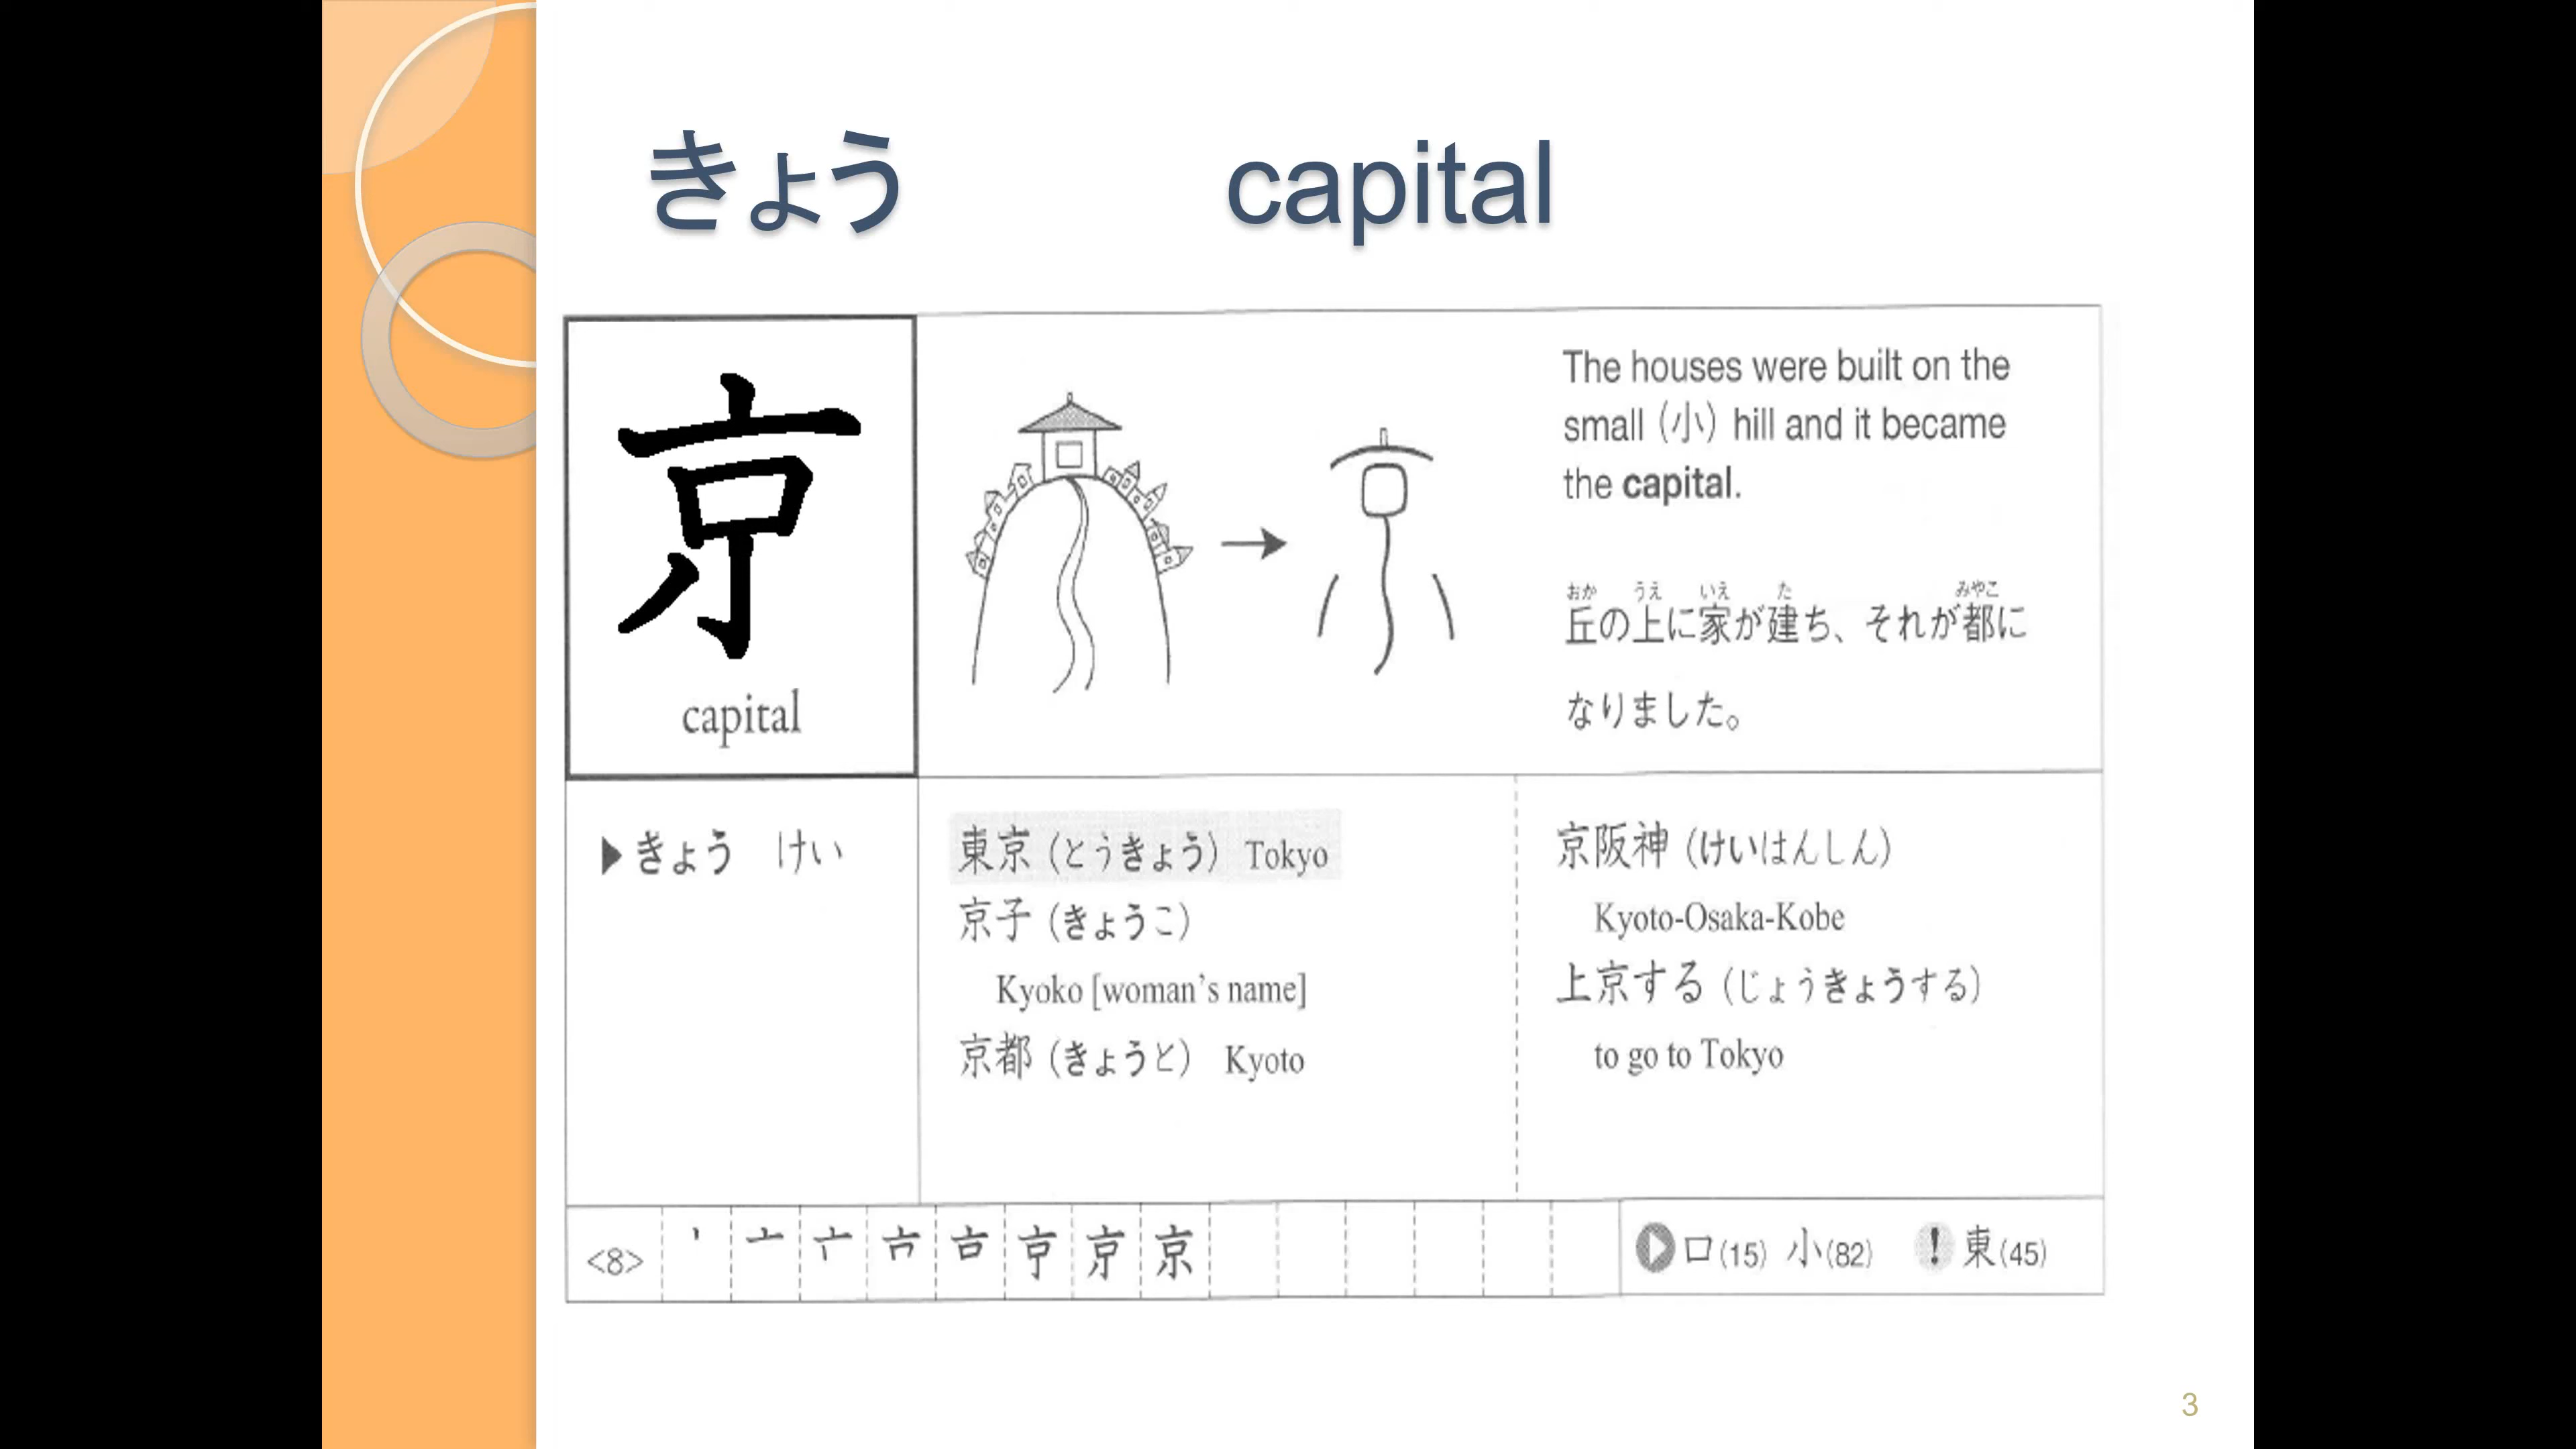 きょう capital
京
capital
The houses were built on the
small (小) hill and it became
the capital.
おか うえ いえ た みやこ
丘の上に家が建ち、それが都に
なりました。
▶きょう けい
東京(とうきょう) Tokyo
京子(きょうこ)
Kyoko [woman's name]
京都(きょうと) Kyoto
京阪神(けいはんしん)
Kyoto-Osaka-Kobe
上京する(じょうきょうする)
to go to Tokyo
<8> 京
口(15) 小(82) ! 東(45)
3